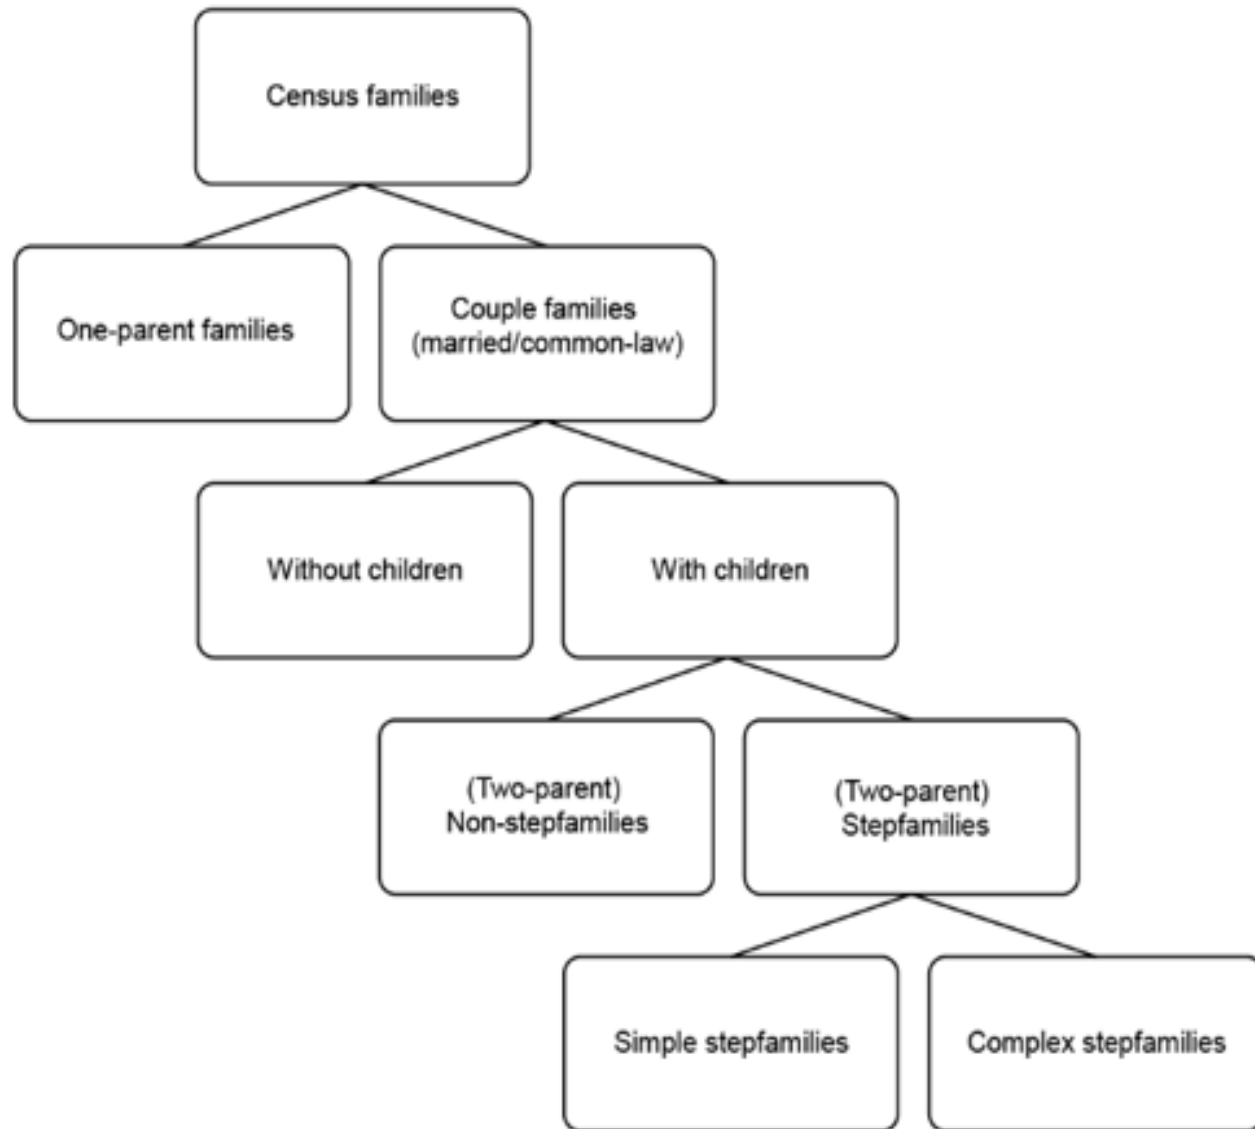 Census families
One-parent families
Couple families
(married/common-law)
Without children
With children
(Two-parent)
Non-stepfamilies
(Two-parent)
Stepfamilies
Simple stepfamilies
Complex stepfamilies